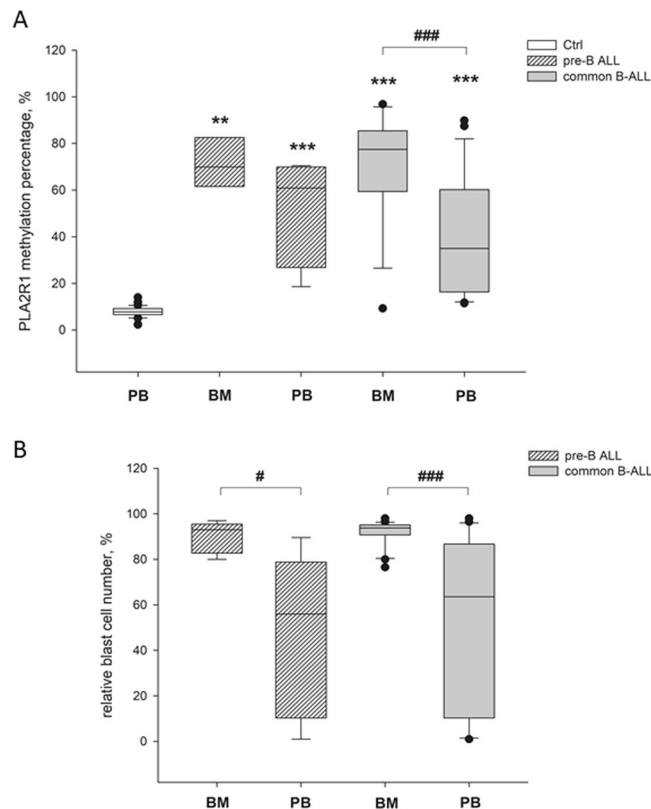 A
###
Ctrl
pre-B ALL
common B-ALL
PLA2R1 methylation percentage, %
120
100
80
60
40
20
0
**
***
***
***
PB
BM
PB
BM
PB
B
pre-B ALL
common B-ALL
relative blast cell number, %
120
100
80
60
40
20
0
#
###
BM
PB
BM
PB